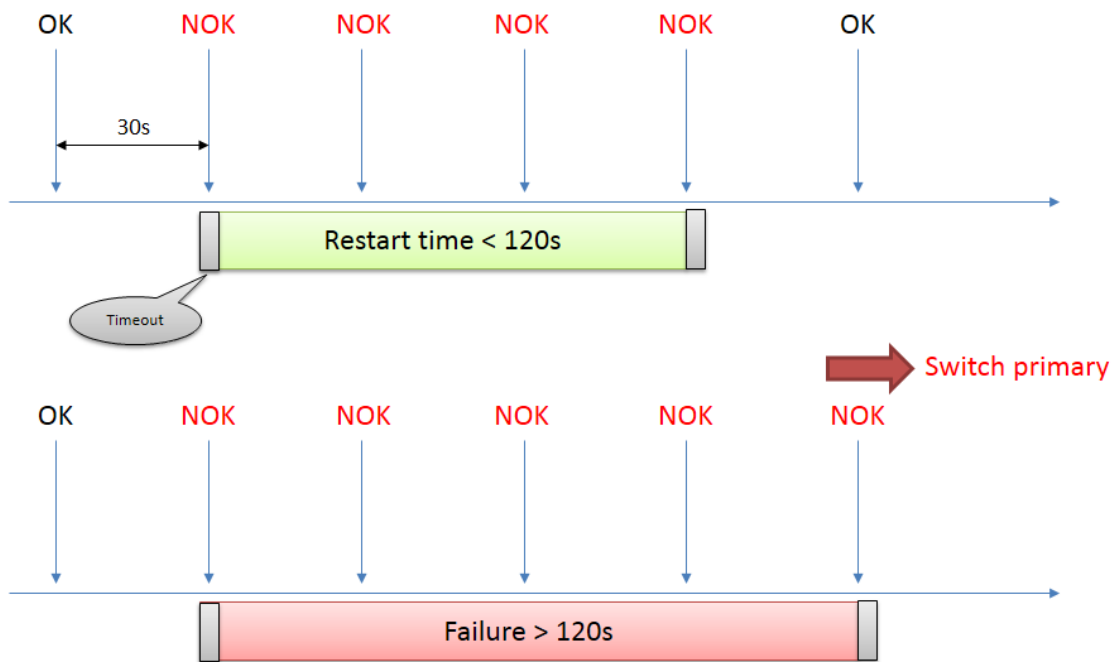 OK NOK NOK NOK NOK OK
30s
Restart time < 120s
Timeout
Switch primary
OK NOK NOK NOK NOK NOK
Failure > 120s